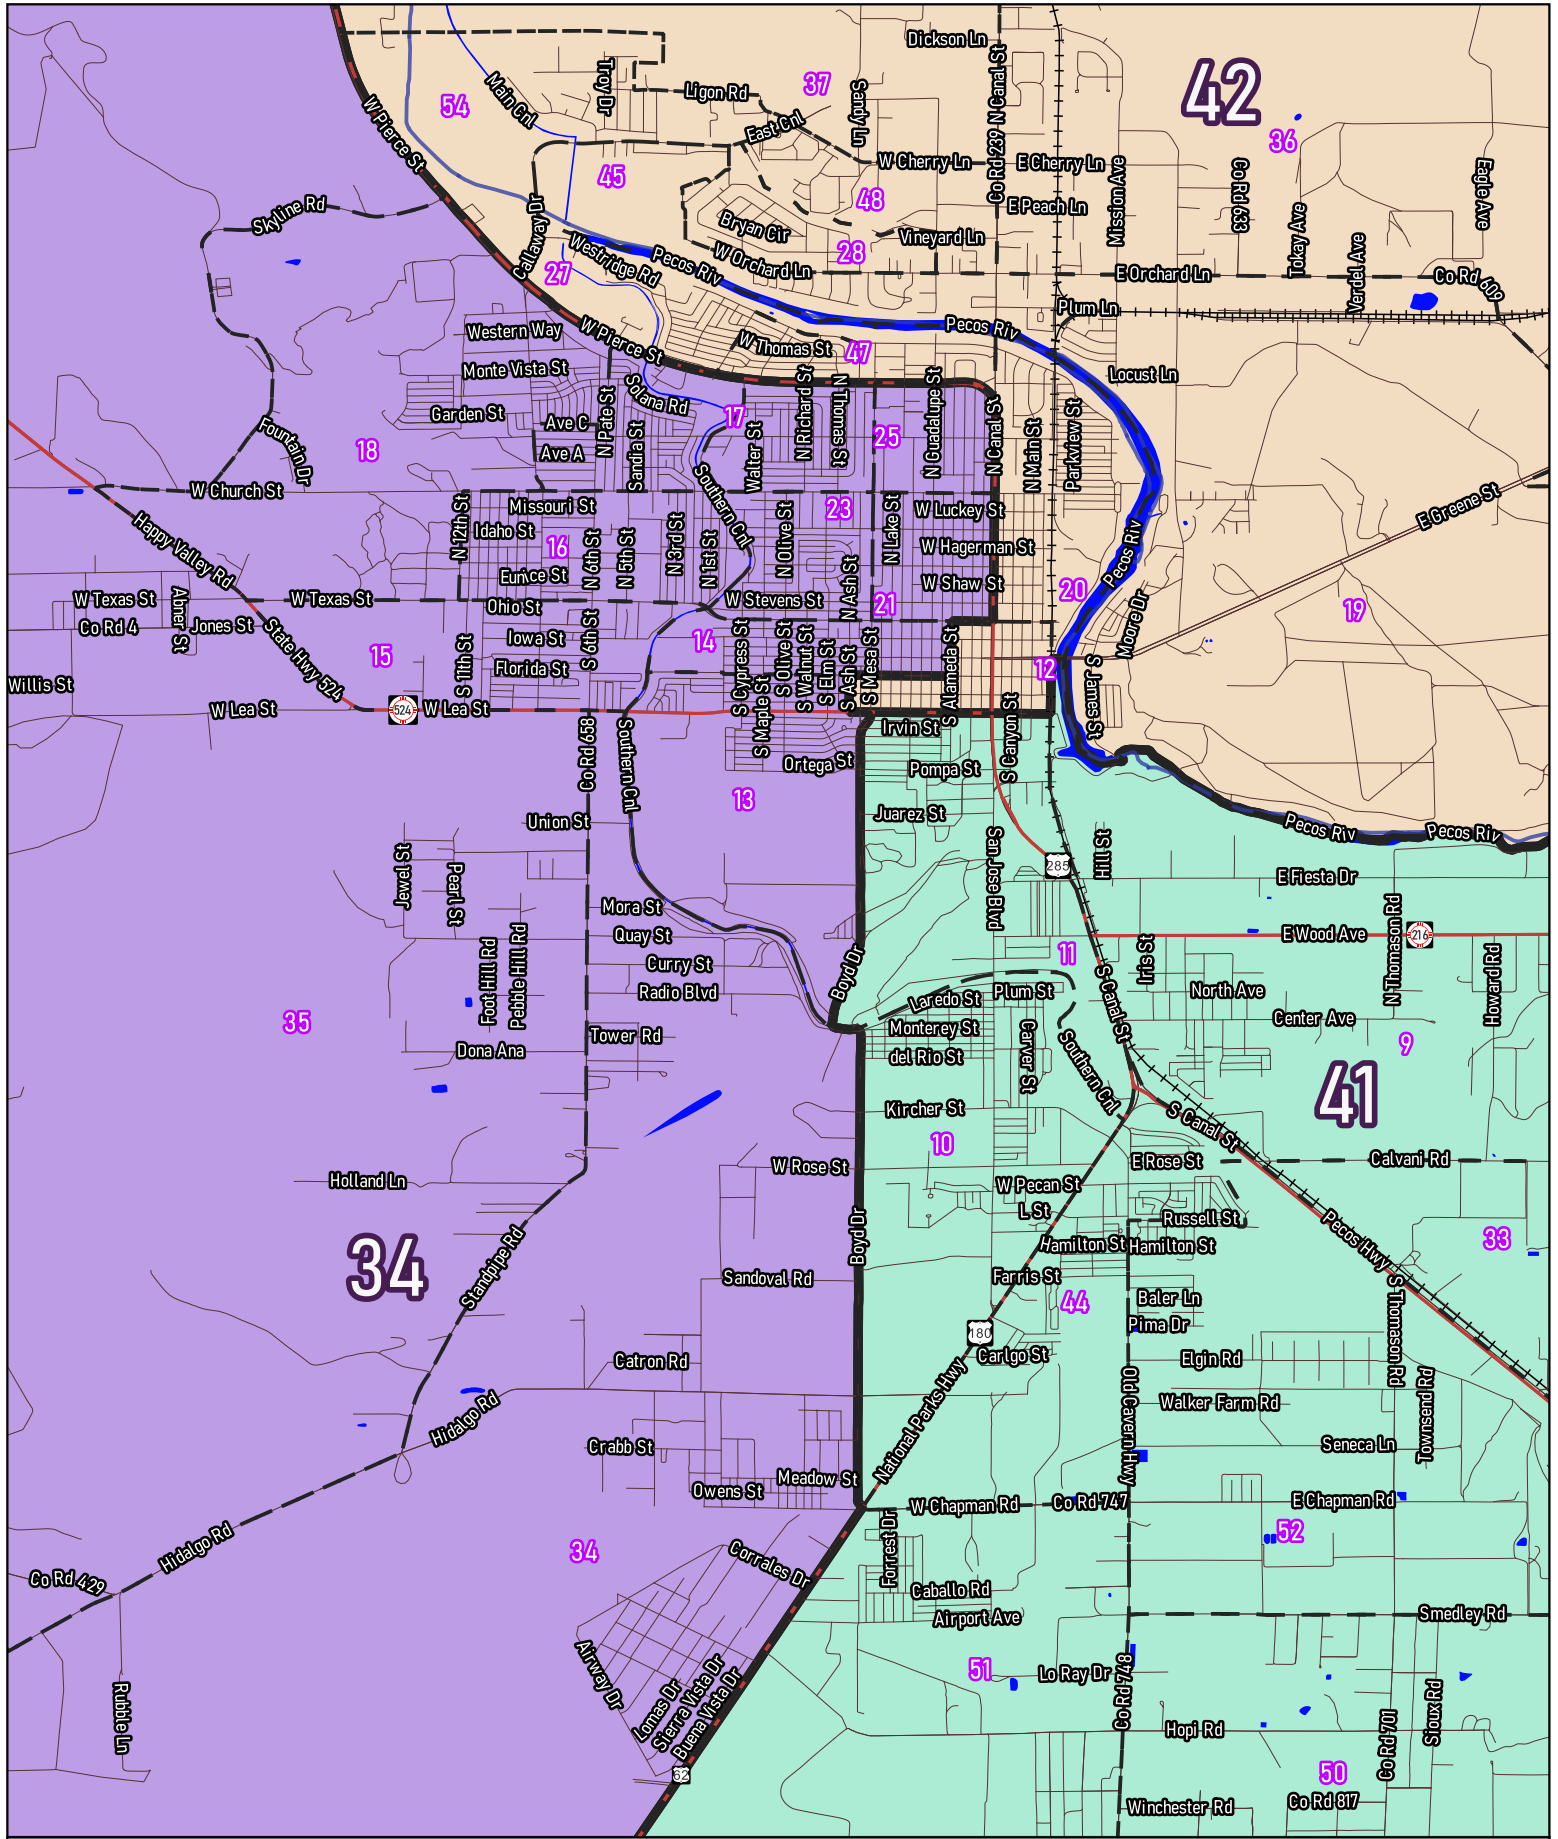 Dickson Ln
N Canal St
Troy Dr
37
42
Main Cnl
Ligon Rd
Sandy Ln
54
W Pierce St
East Cnl
36
Co Rd 239
W Cherry Ln
E Cherry Ln
Mission Ave
Co Rd 633
Eagle Ave
45
48
E Peach Ln
Skyline Rd
Callaway Dr
Bryan Cir
Vineyard Ln
Tokay Ave
28
Westridge Rd
Pecos Riv
W Orchard Ln
E Orchard Ln
Verdel Ave
Co Rd 609
27
Plum Ln
Western Way
W Pierce St
Pecos Riv
W Thomas St
47
Monte Vista St
Solana Rd
Locust Ln
Garden St
Ave C
N Pate St
17
N Richard St
N Thomas St
N Guadalupe St
N Canal St
N Main St
Parkview St
25
Fountain Dr
18
Ave A
Sandia St
Walter St
W Church St
Southern Cnl
Missouri St
23
W Luckey St
E Greene St
Happy Valley Rd
N 12th St
Idaho St
16
N 6th St
N 5th St
N 3rd St
N 1st St
N Olive St
N Lake St
W Hagerman St
Pecos Riv
Eunice St
N Ash St
W Shaw St
20
W Texas St
Abner St
W Texas St
Ohio St
W Stevens St
21
19
Moore Dr
Co Rd 4
Jones St
State Hwy 524
Iowa St
S 6th St
14
15
S 11th St
Florida St
S Cypress St
S Olive St
Walnut St
S Elm St
S Ash St
S Mesa St
S Alameda St
12
S James St
Willis St
W Lea St
524
W Lea St
S Maple St
Irvin St
S Canyon St
Co Rd 658
Southern Cnl
Ortega St
Pompa St
13
Juarez St
Union St
Pecos Riv
Pecos Riv
Jewel St
Pearl St
San Jose Blvd
285
Hill St
E Fiesta Dr
Mora St
N Thomason Rd
Quay St
E Wood Ave
216
11
Foot Hill Rd
Pebble Hill Rd
Curry St
Boyd Dr
Iris St
Howard Rd
Radio Blvd
Laredo St
Plum St
S Canal St
North Ave
35
Tower Rd
Monterey St
Center Ave
Dona Ana
del Rio St
Carver St
Southern Cnl
9
41
Kircher St
S Canal St
10
W Rose St
E Rose St
Calvani Rd
Holland Ln
W Pecan St
L St
Russell St
33
34
Standpipe Rd
Boyd Dr
Hamilton St
Hamilton St
Pecos Hwy
Sandoval Rd
Farris St
44
Baler Ln
180
Pima Dr
S Thomason Rd
Catron Rd
Carlgo St
Elgin Rd
Old Cavern Hwy
Walker Farm Rd
Townsend Rd
Hidalgo Rd
National Parks Hwy
Crabb St
Seneca Ln
Meadow St
Owens St
W Chapman Rd
Co Rd 747
E Chapman Rd
Hidalgo Rd
34
Forrest Dr
52
Co Rd 429
Corrales Dr
Caballo Rd
Airport Ave
Smedley Rd
Airway Dr
51
Lo Ray Dr
Rubble Ln
Lomas Dr
Sierra Vista Dr
Buena Vista Dr
Co Rd 748
Hopi Rd
Co Rd 701
Sioux Rd
62
50
Winchester Rd
Co Rd 817